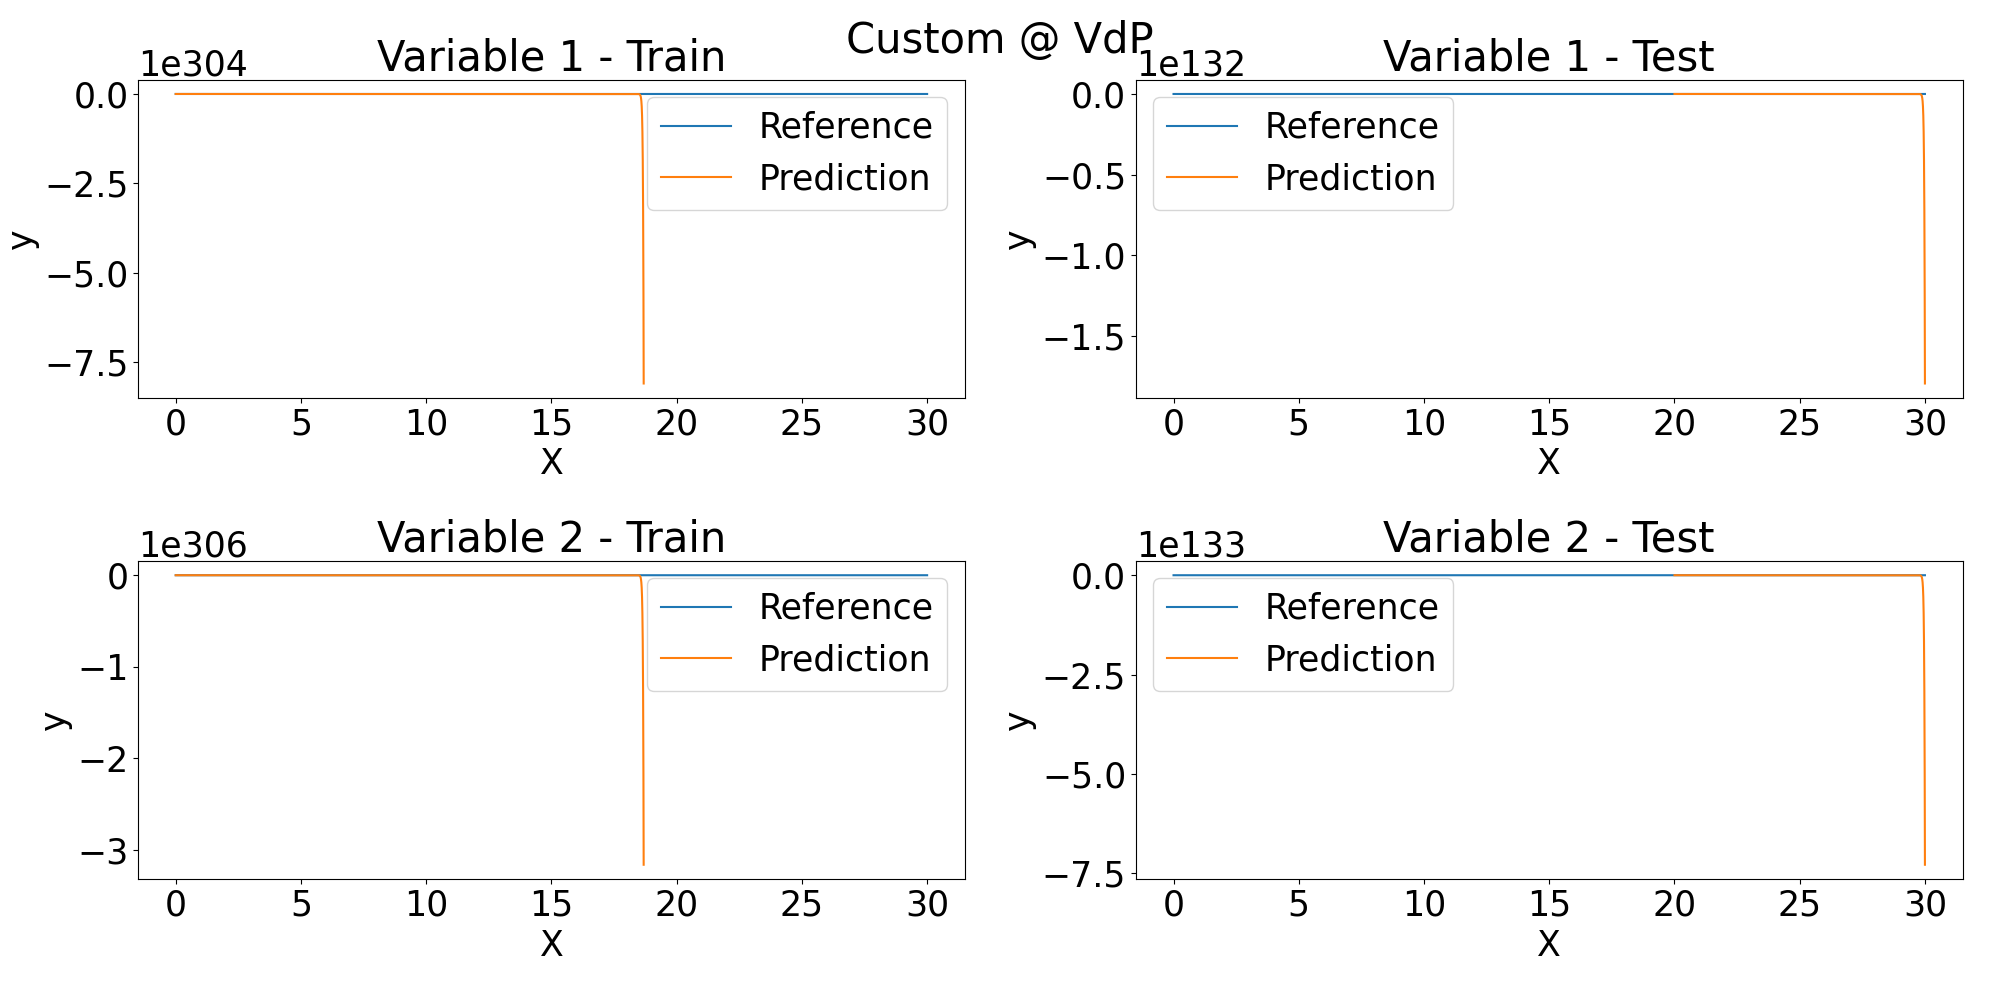 Custom @ VdP
Variable 1 - Train
1e304
0.0
−2.5
−5.0
−7.5
y
Reference
Prediction
0 5 10 15 20 25 30
X
Variable 1 - Test
1e132
0.0
−0.5
−1.0
−1.5
y
Reference
Prediction
0 5 10 15 20 25 30
X
Variable 2 - Train
1e306
0
−1
−2
−3
y
Reference
Prediction
0 5 10 15 20 25 30
X
Variable 2 - Test
1e133
0.0
−2.5
−5.0
−7.5
y
Reference
Prediction
0 5 10 15 20 25 30
X